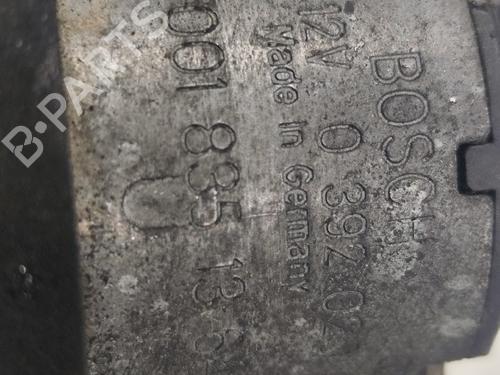 BOSCH
0 392 02
12V
Made in Germany
001 835 13
B-PARTS